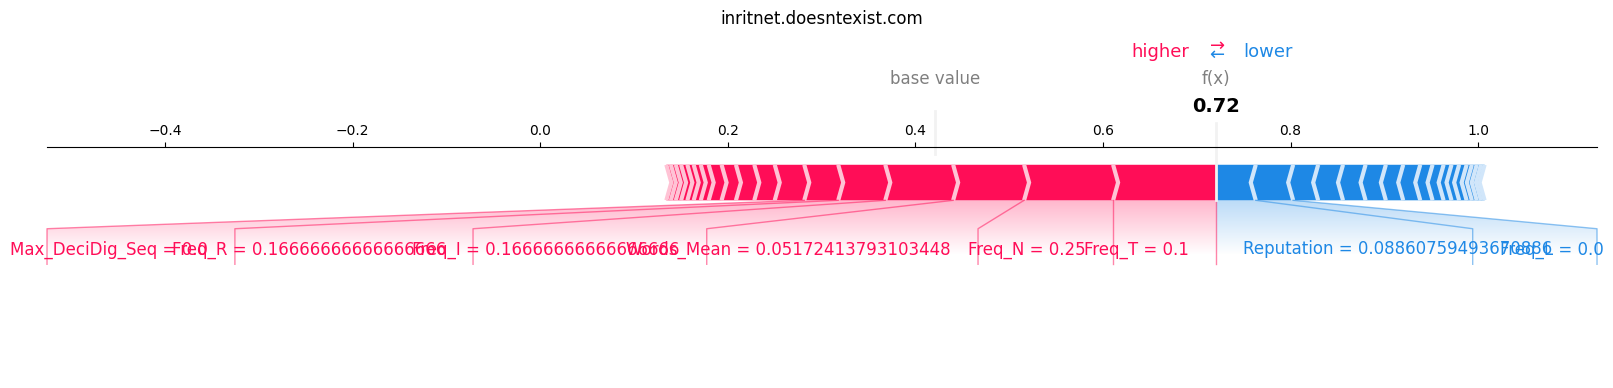 inritnet.doesntexist.com
higher → ← lower
base value f(x)
0.72
−0.4 −0.2 0.0 0.2 0.4 0.6 0.8 1.0
Max_DeciDig_Seq = 0.0 Freq_R = 0.16666666666666666 Freq_I = 0.16666666666666666 Words_Mean = 0.05172413793103448 Freq_N = 0.25 Freq_T = 0.1 Reputation = 0.08860759493670886 Freq_L = 0.0